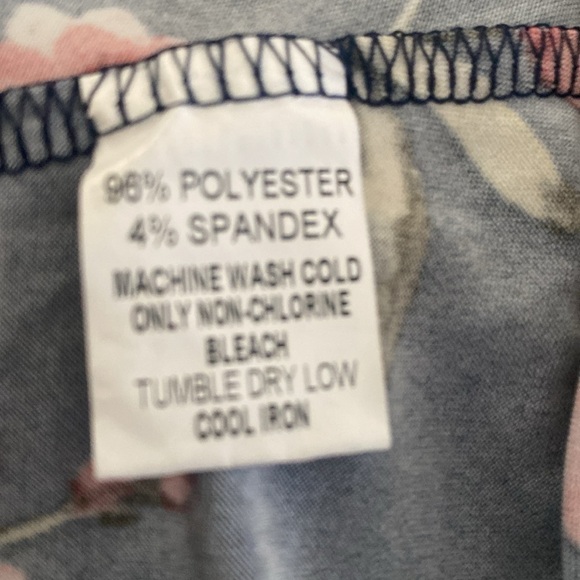 96% POLYESTER
4% SPANDEX
MACHINE WASH COLD
ONLY NON-CHLORINE
BLEACH
TUMBLE DRY LOW
COOL IRON